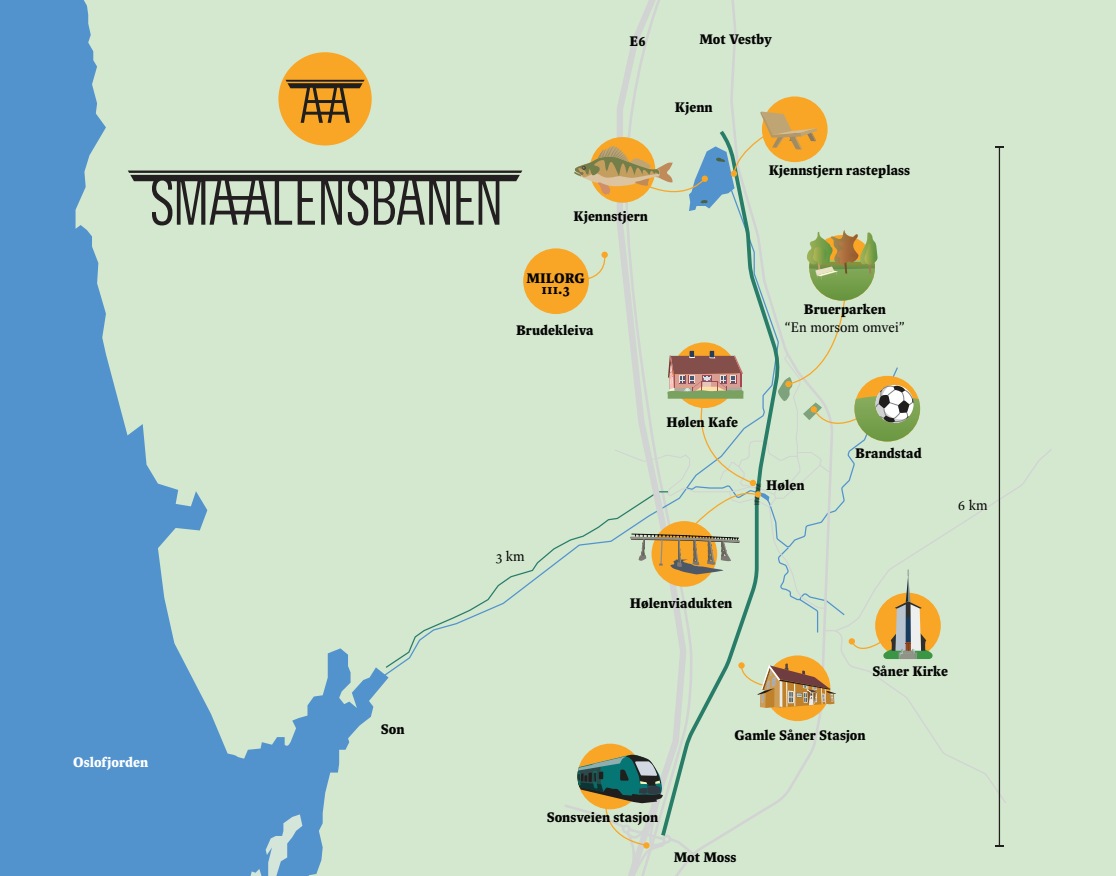 E6
Mot Vestby
Kjenn
Kjennstjern rasteplass
SMAALENSBANEN
Kjennstjern
MILORG
III.3
Brudekleiva
Bruerparken
“En morsom omvei”
Hølen Kafe
Brandstad
Hølen
6 km
3 km
Hølenviadukten
Såner Kirke
Son
Gamle Såner Stasjon
Oslofjorden
Sonsveien stasjon
Mot Moss